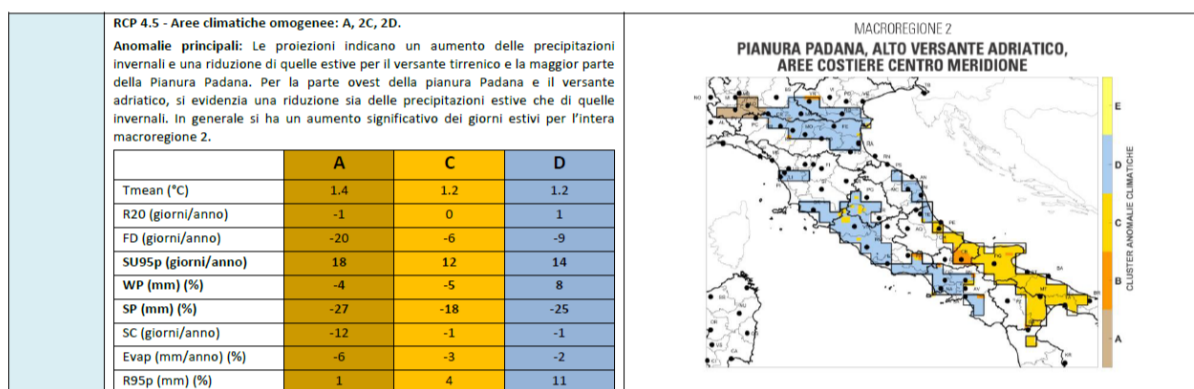 RCP 4.5 - Aree climatiche omogenee: A, 2C, 2D.
Anomalie principali: Le proiezioni indicano un aumento delle precipitazioni
invernali e una riduzione di quelle estive per il versante tirrenico e la maggior parte
della Pianura Padana. Per la parte ovest della pianura Padana e il versante
adriatico, si evidenzia una riduzione sia delle precipitazioni estive che di quelle
invernali. In generale si ha un aumento significativo dei giorni estivi per l'intera
macroregione 2.
A C D
Tmean (°C) 1.4 1.2 1.2
R20 (giorni/anno) -1 0 1
FD (giorni/anno) -20 -6 -9
SU95p (giorni/anno) 18 12 14
WP (mm) (%) -4 -5 8
SP (mm) (%) -27 -18 -25
SC (giorni/anno) -12 -1 -1
Evap (mm/anno) (%) -6 -3 -2
R95p (mm) (%) 1 4 11
MACROREGIONE 2
PIANURA PADANA, ALTO VERSANTE ADRIATICO,
AREE COSTIERE CENTRO MERIDIONE
E
D
C
B
A
CLUSTER ANOMALIE CLIMATICHE